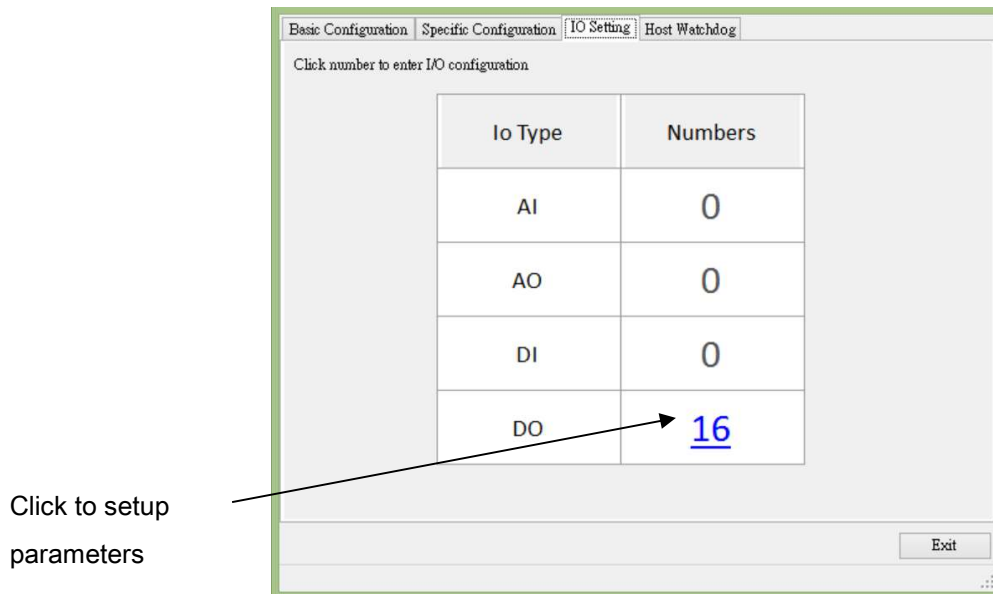 Basic Configuration Specific Configuration IO Setting Host Watchdog
Click number to enter I/O configuration
Io Type Numbers
AI 0
AO 0
DI 0
DO 16
Click to setup
parameters
Exit